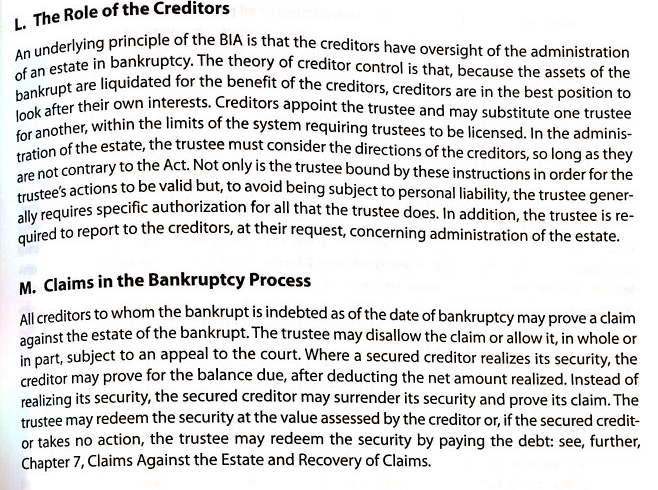 L. The Role of the Creditors
An underlying principle of the BIA is that the creditors have oversight of the administration
of an estate in bankruptcy. The theory of creditor control is that, because the assets of the
bankrupt are liquidated for the benefit of the creditors, creditors are in the best position to
look after their own interests. Creditors appoint the trustee and may substitute one trustee
for another, within the limits of the system requiring trustees to be licensed. In the adminis-
tration of the estate, the trustee must consider the directions of the creditors, so long as they
are not contrary to the Act. Not only is the trustee bound by these instructions in order for the
trustee's actions to be valid but, to avoid being subject to personal liability, the trustee gener-
ally requires specific authorization for all that the trustee does. In addition, the trustee is re-
quired to report to the creditors, at their request, concerning administration of the estate.
M. Claims in the Bankruptcy Process
All creditors to whom the bankrupt is indebted as of the date of bankruptcy may prove a claim
against the estate of the bankrupt. The trustee may disallow the claim or allow it, in whole or
in part, subject to an appeal to the court. Where a secured creditor realizes its security, the
creditor may prove for the balance due, after deducting the net amount realized. Instead of
realizing its security, the secured creditor may surrender its security and prove its claim. The
trustee may redeem the security at the value assessed by the creditor or, if the secured credit-
or takes no action, the trustee may redeem the security by paying the debt: see, further,
Chapter 7, Claims Against the Estate and Recovery of Claims.